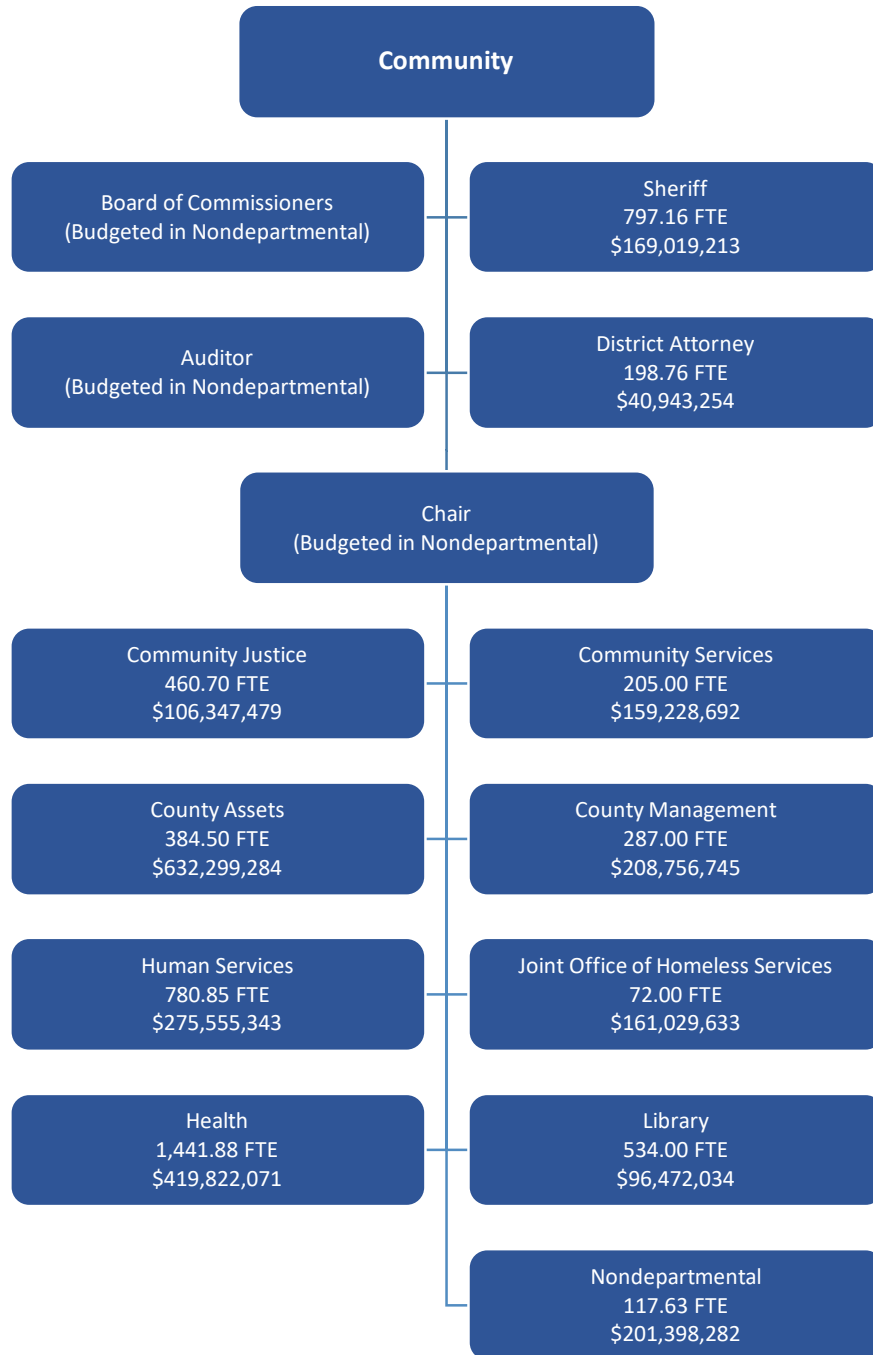 Community
Board of Commissioners
(Budgeted in Nondepartmental)
Sheriff
797.16 FTE
$169,019,213
Auditor
(Budgeted in Nondepartmental)
District Attorney
198.76 FTE
$40,943,254
Chair
(Budgeted in Nondepartmental)
Community Justice
460.70 FTE
$106,347,479
Community Services
205.00 FTE
$159,228,692
County Assets
384.50 FTE
$632,299,284
County Management
287.00 FTE
$208,756,745
Human Services
780.85 FTE
$275,555,343
Joint Office of Homeless Services
72.00 FTE
$161,029,633
Health
1,441.88 FTE
$419,822,071
Library
534.00 FTE
$96,472,034
Nondepartmental
117.63 FTE
$201,398,282